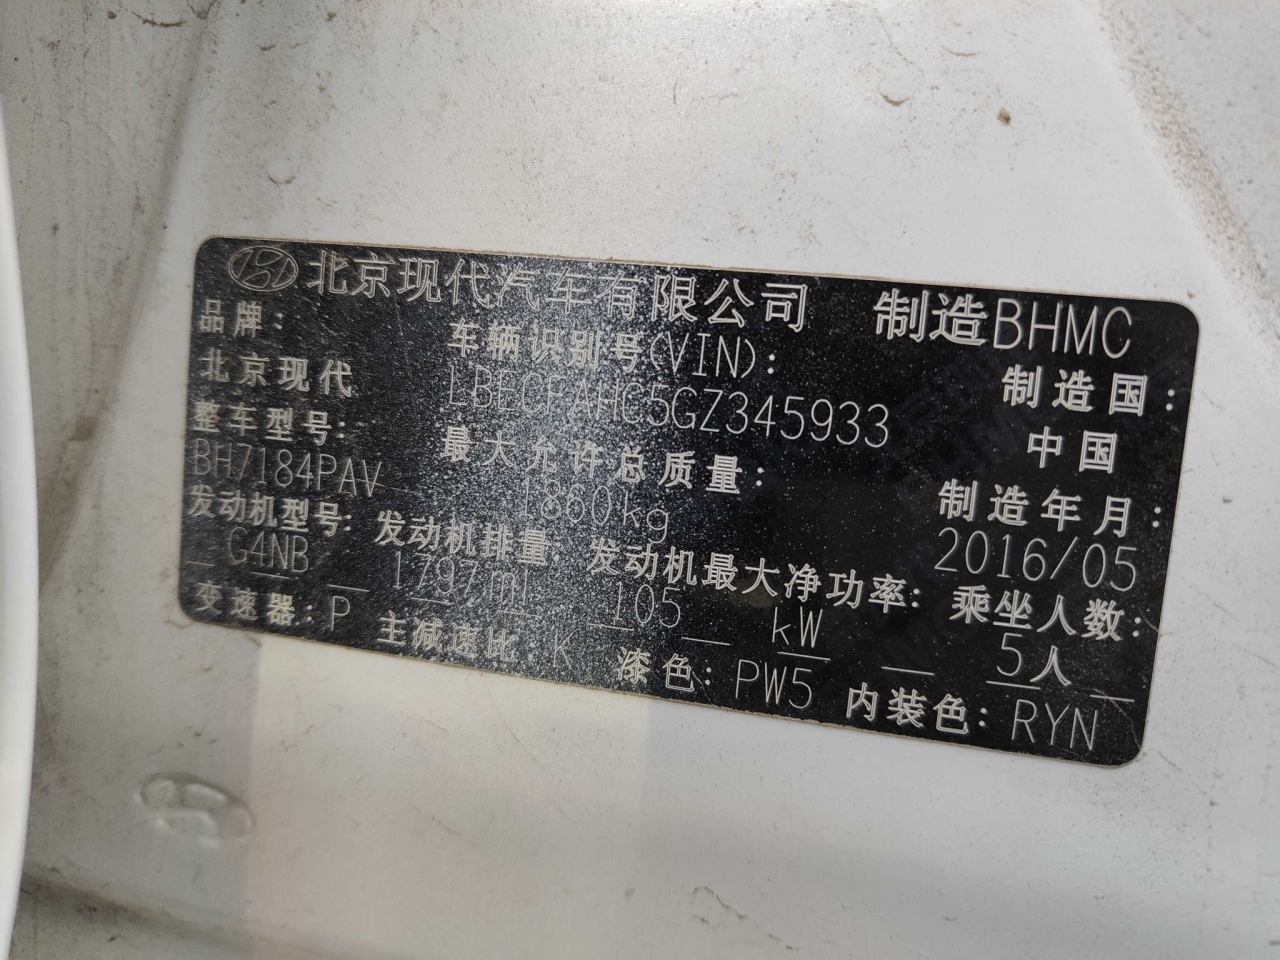 北京现代汽车有限公司 制造BHMC
品牌: 车辆识别号(VIN): 制造国:
北京现代 LBECFAHC5GZ345933 中国
整车型号: 最大允许总质量: 制造年月:
BH7184PAV 1860kg 2016/05
发动机型号: 发动机排量: 发动机最大净功率: 乘坐人数:
G4NB 1797ml 105 kW 5人
变速器: P 主减速比: K 漆色: PW5 内装色: RYN